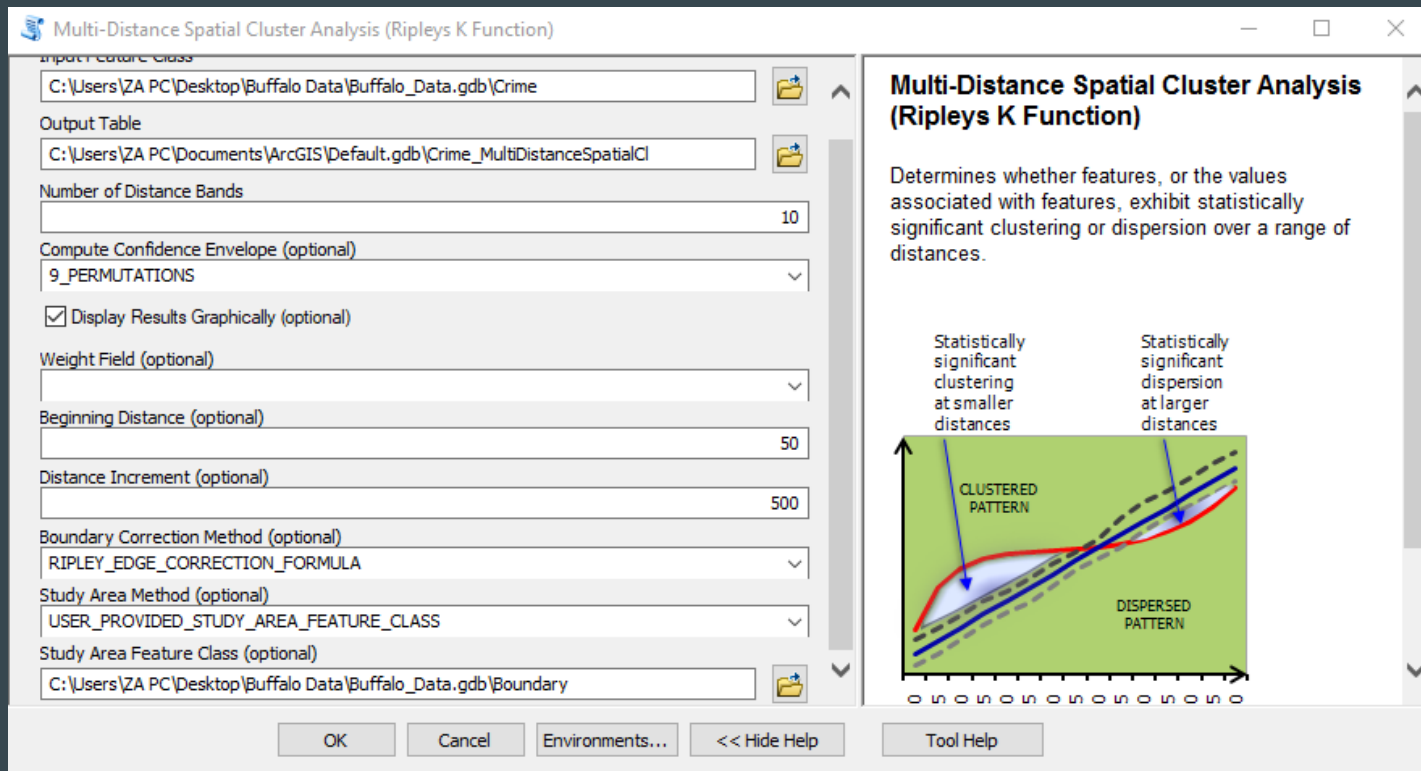 Multi-Distance Spatial Cluster Analysis (Ripleys K Function)
Input Feature Class
C:\Users\ZA PC\Desktop\Buffalo Data\Buffalo_Data.gdb\Crime
Output Table
C:\Users\ZA PC\Documents\ArcGIS\Default.gdb\Crime_MultiDistanceSpatialCl
Number of Distance Bands
10
Compute Confidence Envelope (optional)
9_PERMUTATIONS
Display Results Graphically (optional)
Weight Field (optional)
Beginning Distance (optional)
50
Distance Increment (optional)
500
Boundary Correction Method (optional)
RIPLEY_EDGE_CORRECTION_FORMULA
Study Area Method (optional)
USER_PROVIDED_STUDY_AREA_FEATURE_CLASS
Study Area Feature Class (optional)
C:\Users\ZA PC\Desktop\Buffalo Data\Buffalo_Data.gdb\Boundary
Multi-Distance Spatial Cluster Analysis
(Ripleys K Function)
Determines whether features, or the values
associated with features, exhibit statistically
significant clustering or dispersion over a range of
distances.
Statistically
significant
clustering
at smaller
distances
Statistically
significant
dispersion
at larger
distances
CLUSTERED
PATTERN
DISPERSED
PATTERN
OK
Cancel
Environments...
<< Hide Help
Tool Help